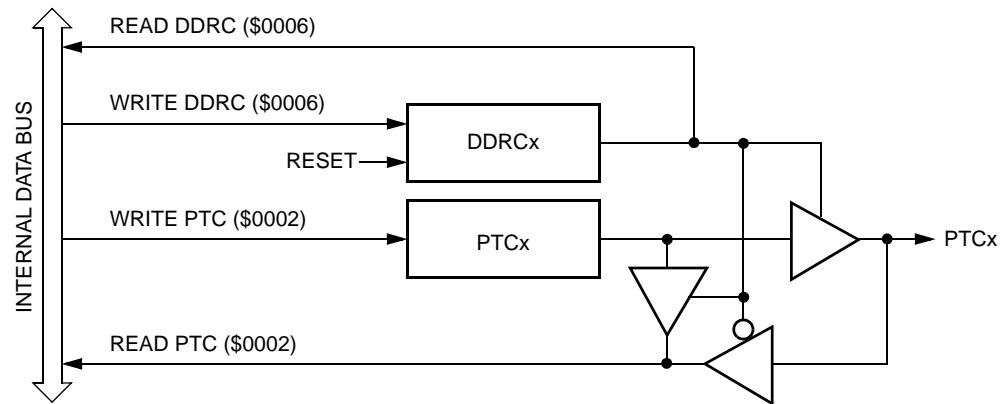 READ DDRC ($0006)
WRITE DDRC ($0006)
DDRCx
RESET
WRITE PTC ($0002)
PTCx
PTCx
READ PTC ($0002)
INTERNAL DATA BUS